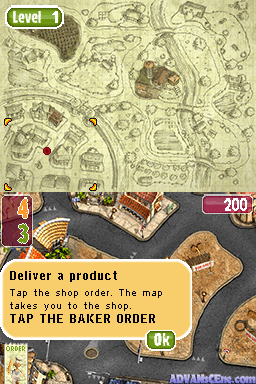 Level 1
4
3
200
Deliver a product
Tap the shop order. The map
takes you to the shop.
TAP THE BAKER ORDER
Ok
ORDER
ADVANsCEne.com